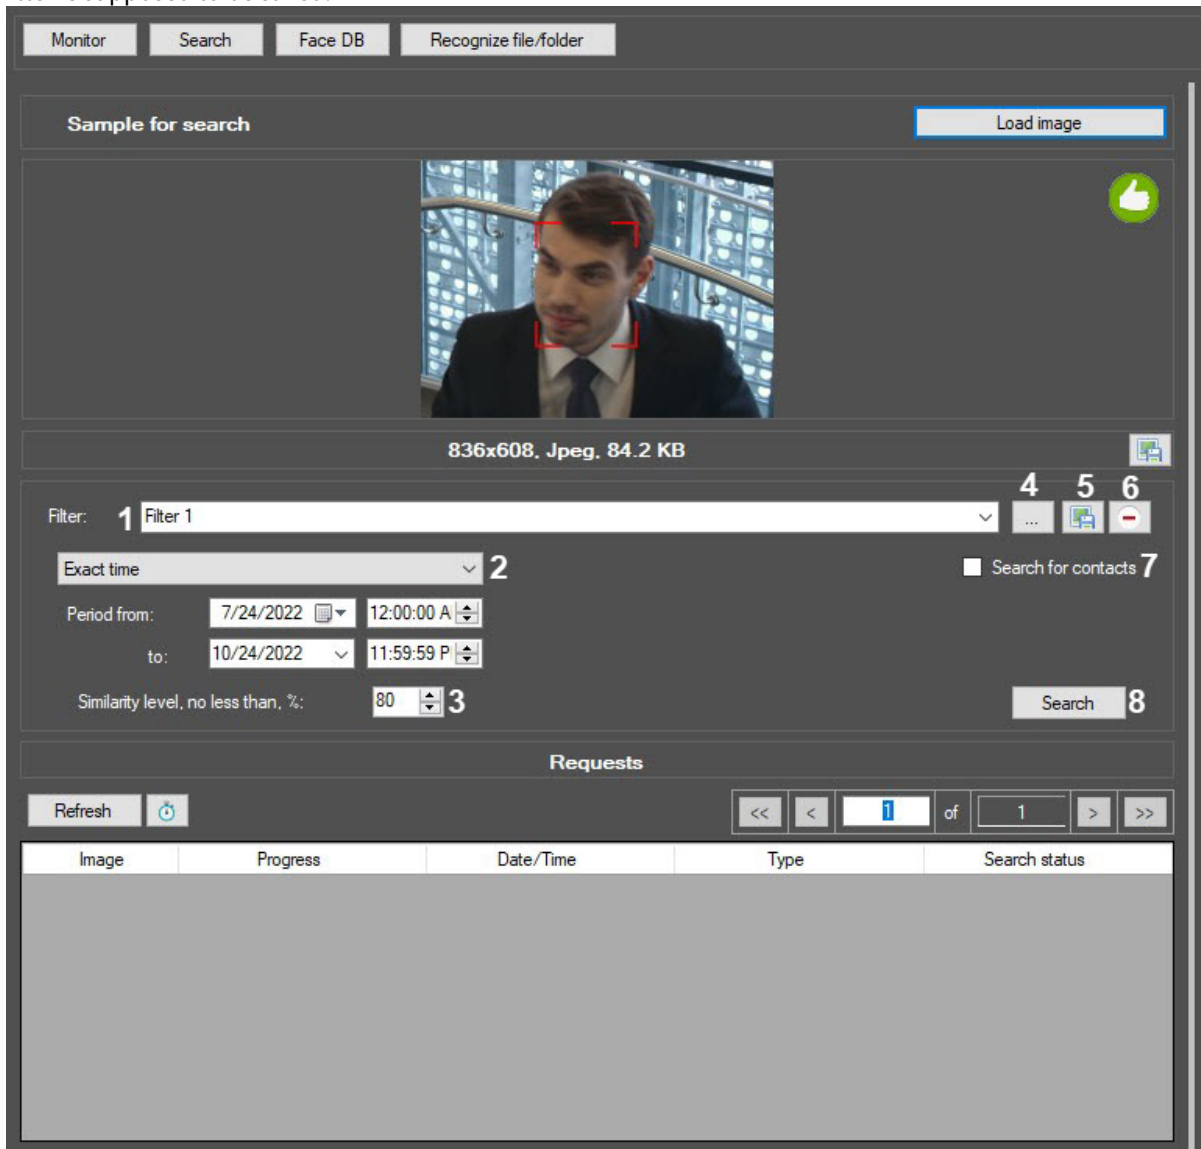 Monitor Search Face DB Recognize file/folder
Sample for search Load image
836x608, Jpeg, 84.2 KB
4 5 6
Filter: 1 Filter 1 ...
Exact time 2 Search for contacts 7
Period from: 7/24/2022 12:00:00 A
to: 10/24/2022 11:59:59 P
Similarity level, no less than, %: 80 3 Search 8
Requests
Refresh << < 1 of 1 > >>
Image Progress Date/Time Type Search status